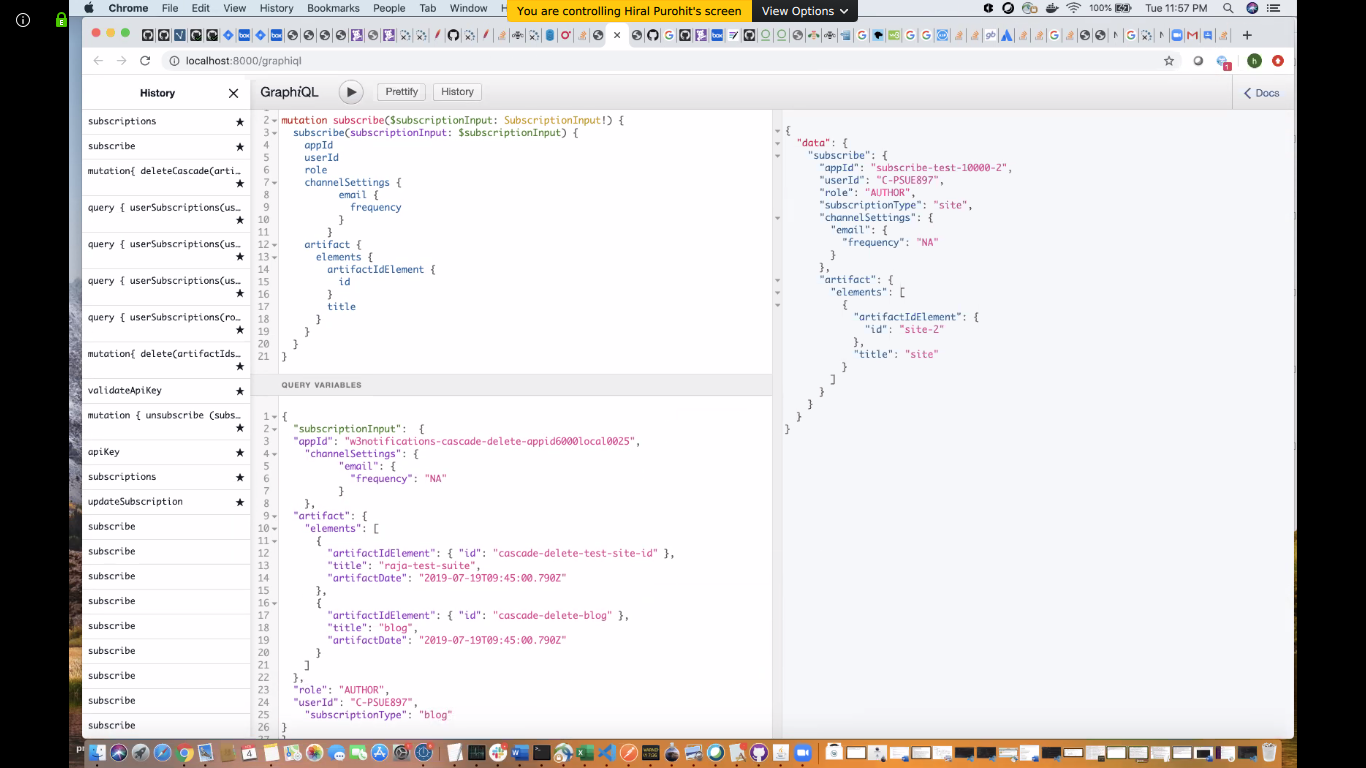 Chrome File Edit View History Bookmarks People Tab Window
You are controlling Hiral Purohit's screen
View Options
100%
Tue 11:57 PM
localhost:8000/graphiql
History
subscriptions
subscribe
mutation{ deleteCascade(arti…
query { userSubscriptions(us…
query { userSubscriptions(us…
query { userSubscriptions(us…
query { userSubscriptions(ro…
mutation{ delete(artifactIds…
validateApiKey
mutation { unsubscribe (subs…
apiKey
subscriptions
updateSubscription
subscribe
subscribe
subscribe
subscribe
subscribe
subscribe
subscribe
subscribe
subscribe
GraphiQL
Prettify
History
Docs
2 mutation subscribe($subscriptionInput: SubscriptionInput!) {
3 subscribe(subscriptionInput: $subscriptionInput) {
4 appId
5 userId
6 role
7 channelSettings {
8 email {
9 frequency
10 }
11 }
12 artifact {
13 elements {
14 artifactIdElement {
15 id
16 }
17 title
18 }
19 }
20 }
21 }
QUERY VARIABLES
1 {
2 "subscriptionInput": {
3 "appId": "w3notifications-cascade-delete-appid6000local0025",
4 "channelSettings": {
5 "email": {
6 "frequency": "NA"
7 }
8 },
9 "artifact": {
10 "elements": [
11 {
12 "artifactIdElement": { "id": "cascade-delete-test-site-id" },
13 "title": "raja-test-suite",
14 "artifactDate": "2019-07-19T09:45:00.790Z"
15 },
16 {
17 "artifactIdElement": { "id": "cascade-delete-blog" },
18 "title": "blog",
19 "artifactDate": "2019-07-19T09:45:00.790Z"
20 }
21 ]
22 },
23 "role": "AUTHOR",
24 "userId": "C-PSUE897",
25 "subscriptionType": "blog"
26 }
{
"data": {
"subscribe": {
"appId": "subscribe-test-10000-2",
"userId": "C-PSUE897",
"role": "AUTHOR",
"subscriptionType": "site",
"channelSettings": {
"email": {
"frequency": "NA"
}
},
"artifact": {
"elements": [
{
"artifactIdElement": {
"id": "site-2"
},
"title": "site"
}
]
}
}
}
}